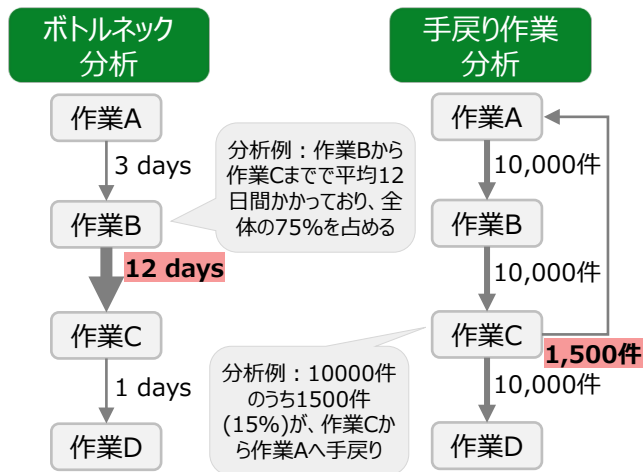 ボトルネック
分析
作業A
3 days
作業B
12 days
作業C
1 days
作業D
分析例：作業Bから
作業Cまでで平均12
日間かかっており、全
体の75%を占める
手戻り作業
分析
作業A
10,000件
作業B
10,000件
作業C
1,500件
10,000件
作業D
分析例：10000件
のうち1500件
(15%)が、作業Cか
ら作業Aへ手戻り